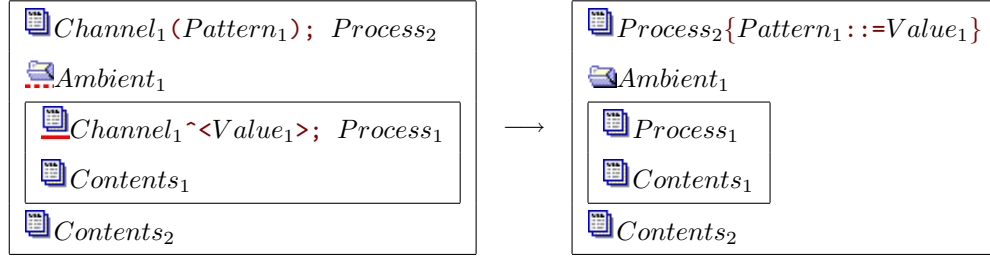 Channel₁(Pattern₁); Process₂
Ambient₁
Channel₁^<Value₁>; Process₁
Contents₁
Contents₂
⟶
Process₂{Pattern₁::=Value₁}
Ambient₁
Process₁
Contents₁
Contents₂